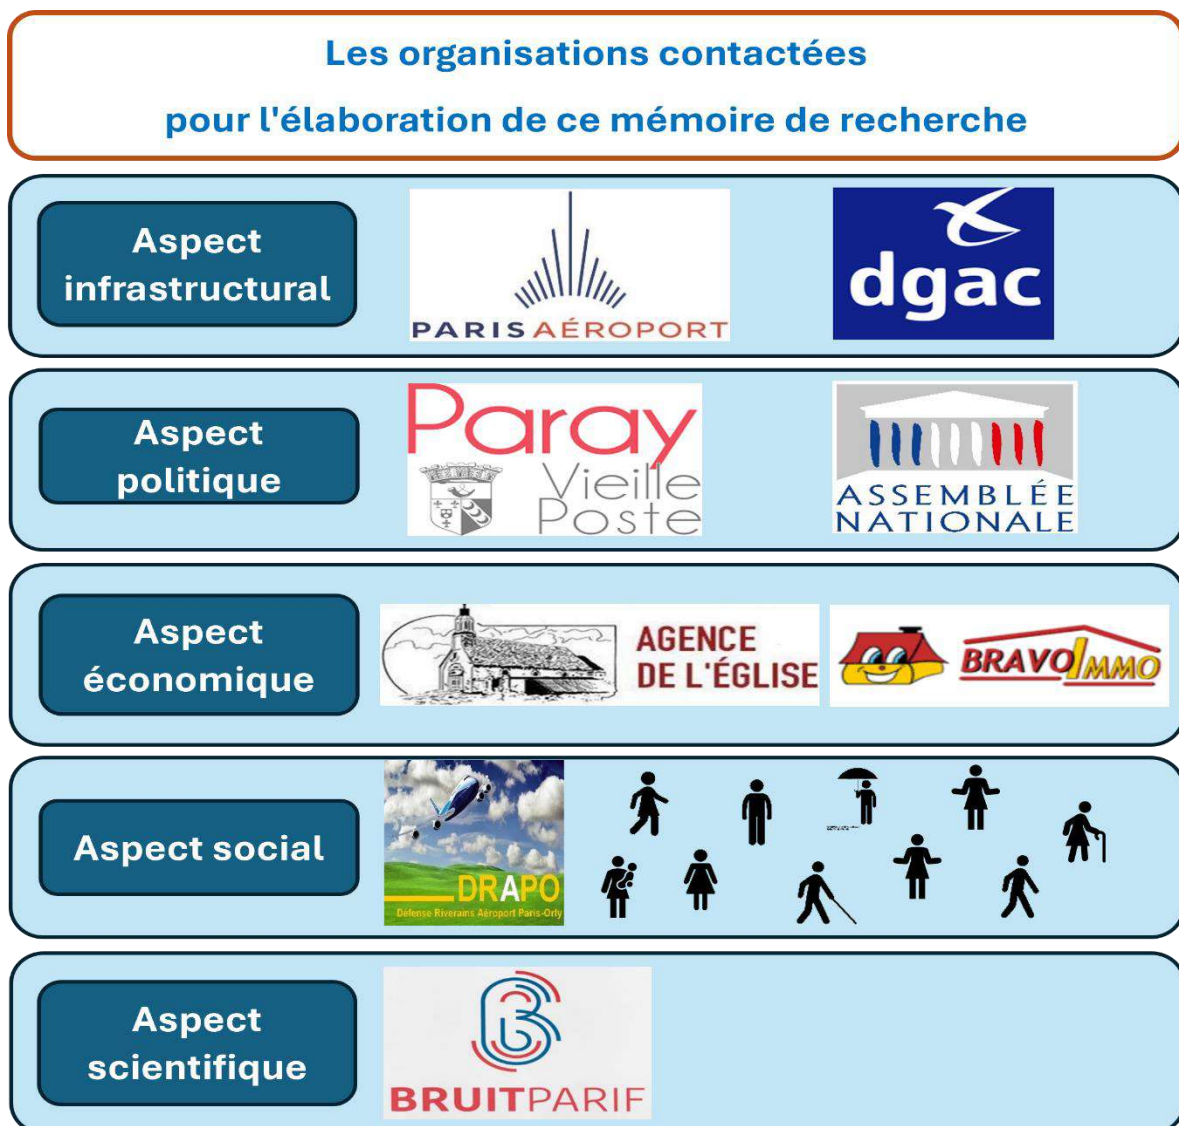 Les organisations contactées
pour l'élaboration de ce mémoire de recherche
Aspect
infrastructural
PARIS AÉROPORT
dgac
Aspect
politique
Paray
Vieille
Poste
ASSEMBLÉE
NATIONALE
Aspect
économique
AGENCE
DE L'ÉGLISE
BRAVO IMMO
Aspect social
DRAPO
Défense Riverains Aéroport Paris-Orly
Aspect
scientifique
BRUITPARIF